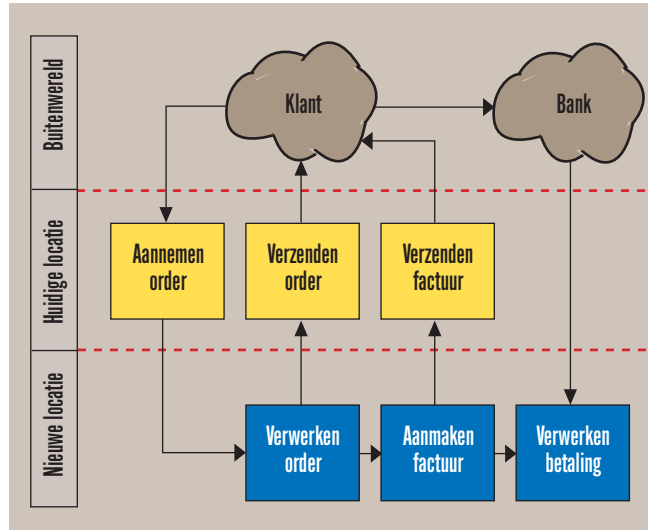 Buitenwereld
Klant
Bank
Huidige locatie
Aannemen
order
Verzenden
order
Verzenden
factuur
Nieuwe locatie
Verwerken
order
Aanmaken
factuur
Verwerken
betaling